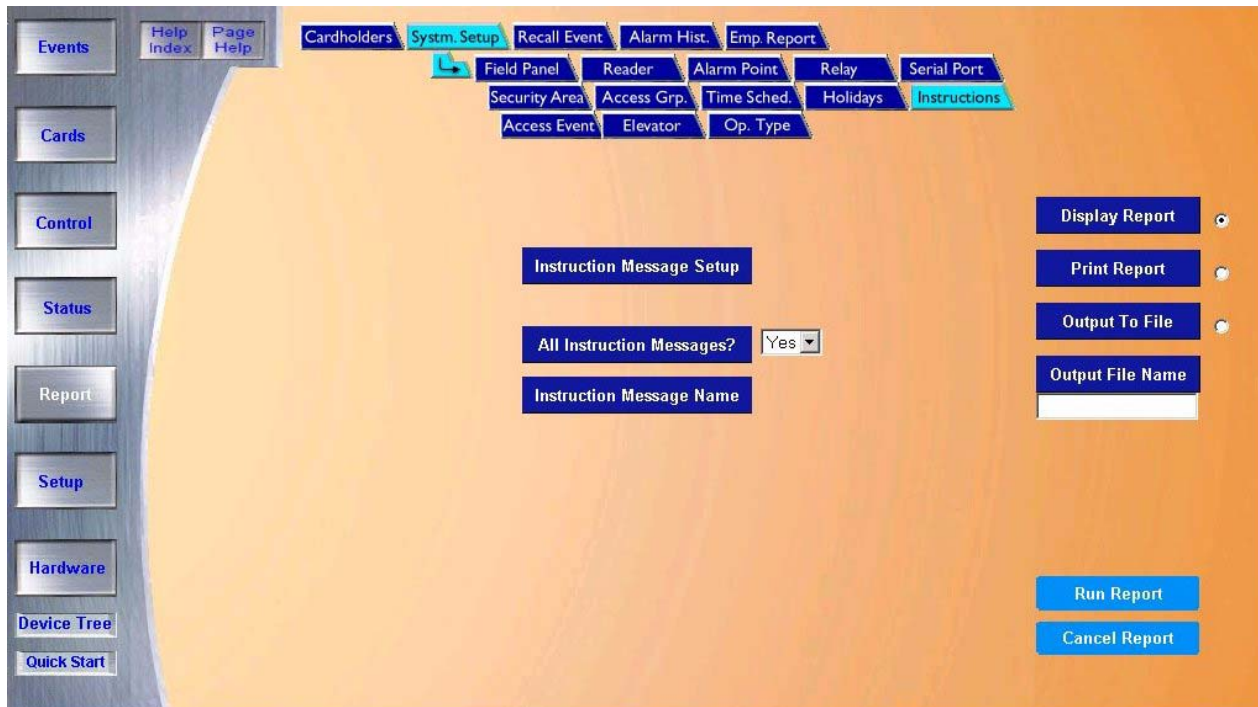 Events
Cards
Control
Status
Report
Setup
Hardware
Device Tree
Quick Start
Help Index
Page Help
Cardholders
Systm. Setup
Recall Event
Alarm Hist.
Emp. Report
Field Panel
Reader
Alarm Point
Relay
Serial Port
Security Area
Access Grp.
Time Sched.
Holidays
Instructions
Access Event
Elevator
Op. Type
Instruction Message Setup
All Instruction Messages? Yes
Instruction Message Name
Display Report
Print Report
Output To File
Output File Name
Run Report
Cancel Report